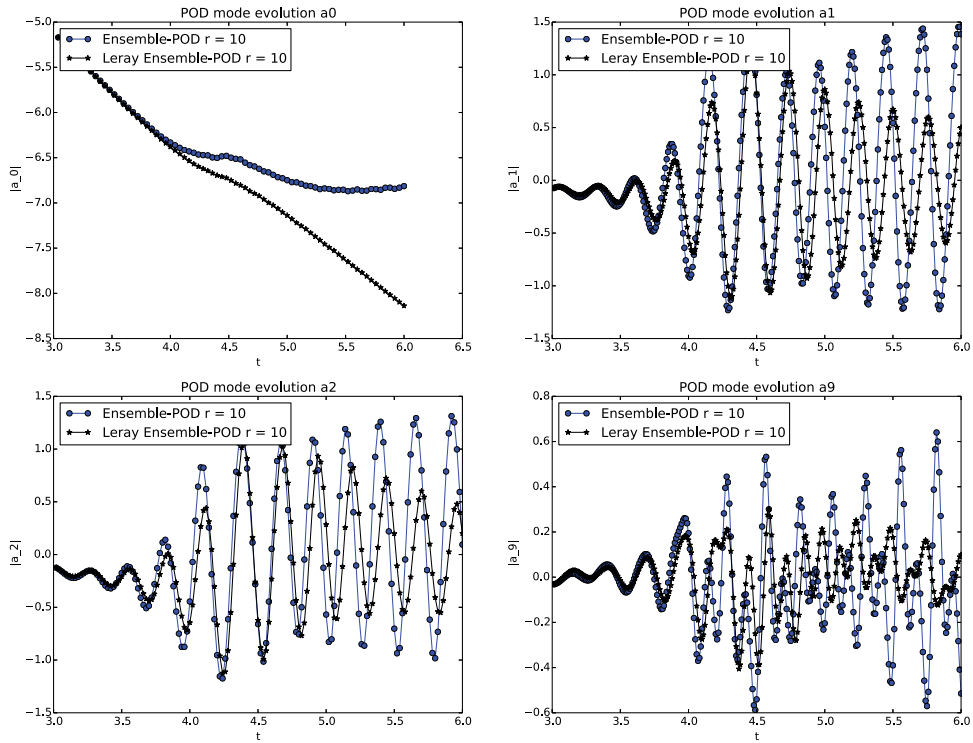 POD mode evolution a0
−5.0
−5.5
−6.0
−6.5
−7.0
−7.5
−8.0
−8.5
|a_0|
Ensemble-POD r = 10
Leray Ensemble-POD r = 10
3.0 3.5 4.0 4.5 5.0 5.5 6.0 6.5
t
POD mode evolution a1
1.5
1.0
0.5
0.0
−0.5
−1.0
−1.5
|a_1|
Ensemble-POD r = 10
Leray Ensemble-POD r = 10
3.0 3.5 4.0 4.5 5.0 5.5 6.0
t
POD mode evolution a2
1.5
1.0
0.5
0.0
−0.5
−1.0
−1.5
|a_2|
Ensemble-POD r = 10
Leray Ensemble-POD r = 10
3.0 3.5 4.0 4.5 5.0 5.5 6.0
t
POD mode evolution a9
0.8
0.6
0.4
0.2
0.0
−0.2
−0.4
−0.6
|a_9|
Ensemble-POD r = 10
Leray Ensemble-POD r = 10
3.0 3.5 4.0 4.5 5.0 5.5 6.0
t